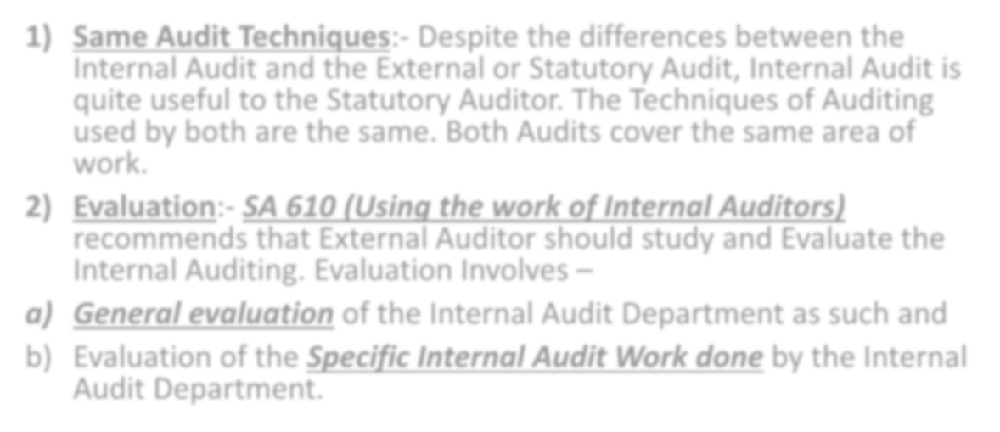 1) Same Audit Techniques:- Despite the differences between the
Internal Audit and the External or Statutory Audit, Internal Audit is
quite useful to the Statutory Auditor. The Techniques of Auditing
used by both are the same. Both Audits cover the same area of
work.
2) Evaluation:- SA 610 (Using the work of Internal Auditors)
recommends that External Auditor should study and Evaluate the
Internal Auditing. Evaluation Involves –
a) General evaluation of the Internal Audit Department as such and
b) Evaluation of the Specific Internal Audit Work done by the Internal
Audit Department.